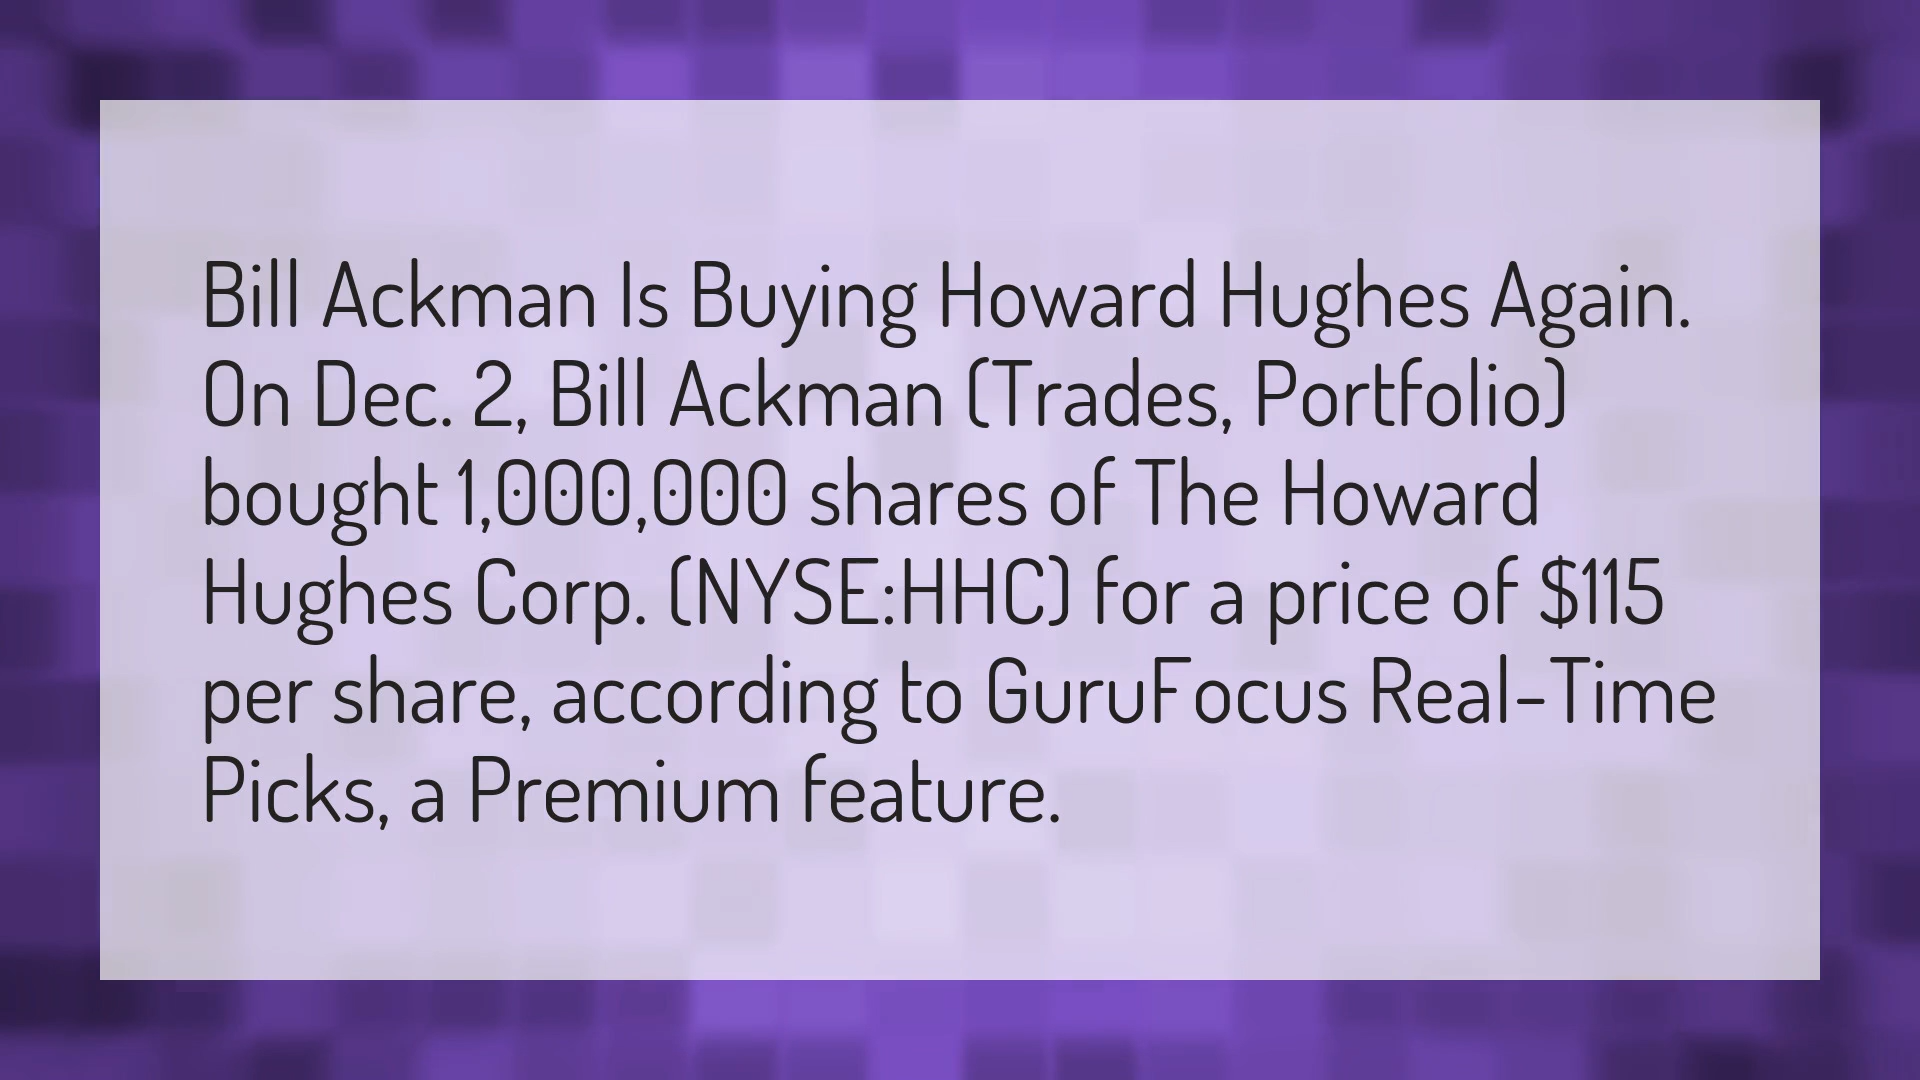 Bill Ackman Is Buying Howard Hughes Again.
On Dec. 2, Bill Ackman (Trades, Portfolio)
bought 1,000,000 shares of The Howard
Hughes Corp. (NYSE:HHC) for a price of $115
per share, according to GuruFocus Real-Time
Picks, a Premium feature.